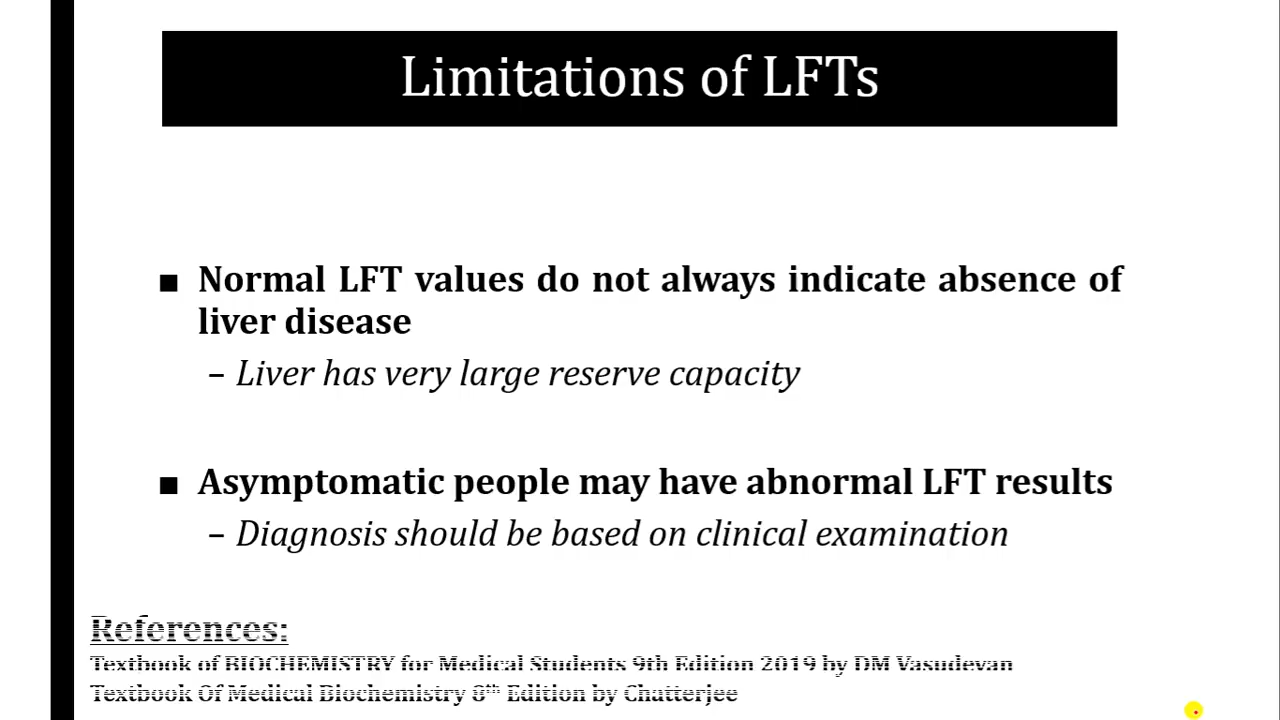 Limitations of LFTs
■ Normal LFT values do not always indicate absence of
liver disease
– Liver has very large reserve capacity
■ Asymptomatic people may have abnormal LFT results
– Diagnosis should be based on clinical examination
References:
Textbook of BIOCHEMISTRY for Medical Students 9th Edition 2019 by DM Vasudevan
Textbook Of Medical Biochemistry 8th Edition by Chatterjee